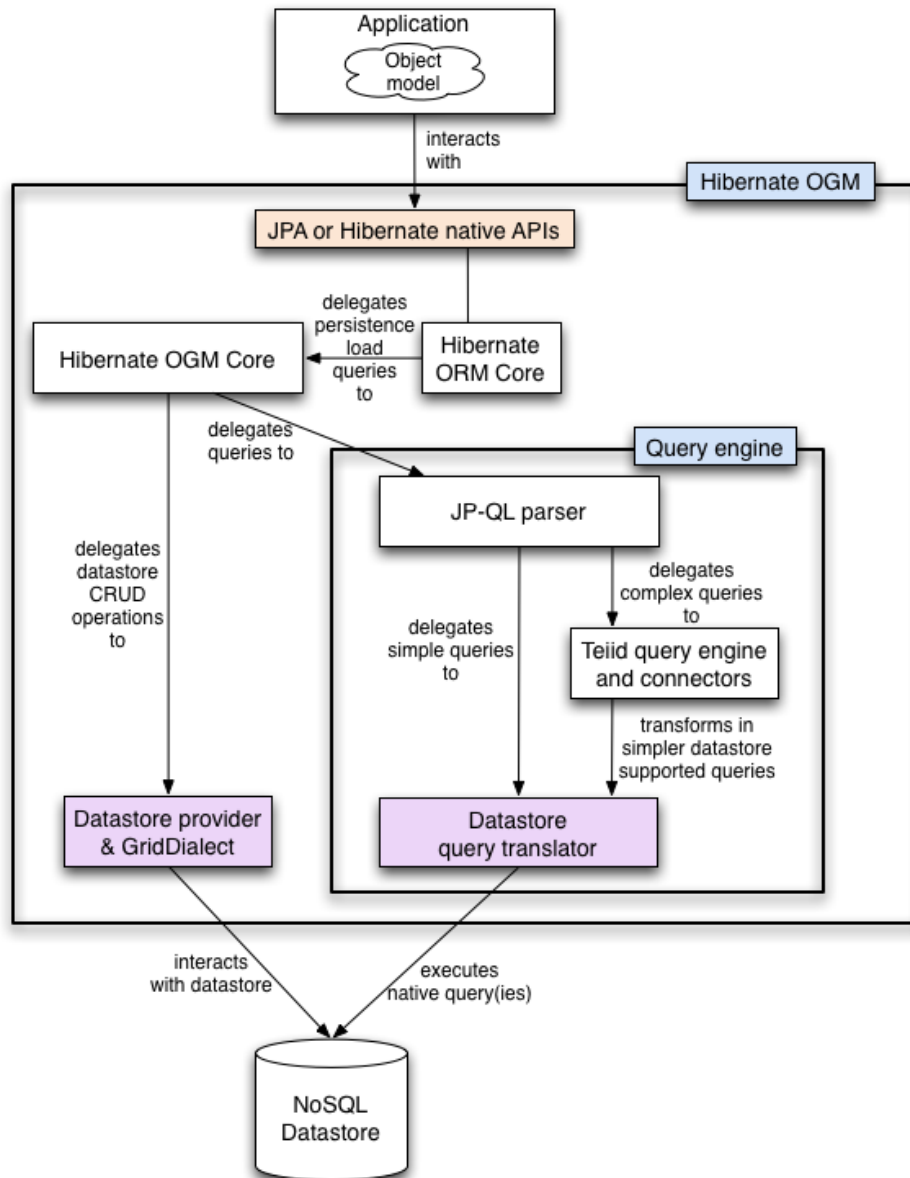 Application
Object
model
interacts
with
Hibernate OGM
JPA or Hibernate native APIs
delegates
persistence
load
queries
to
Hibernate OGM Core
Hibernate
ORM Core
delegates
queries to
Query engine
JP-QL parser
delegates
datastore
CRUD
operations
to
delegates
simple queries
to
delegates
complex queries
to
Teiid query engine
and connectors
transforms in
simpler datastore
supported queries
Datastore provider
& GridDialect
Datastore
query translator
interacts
with datastore
executes
native query(ies)
NoSQL
Datastore